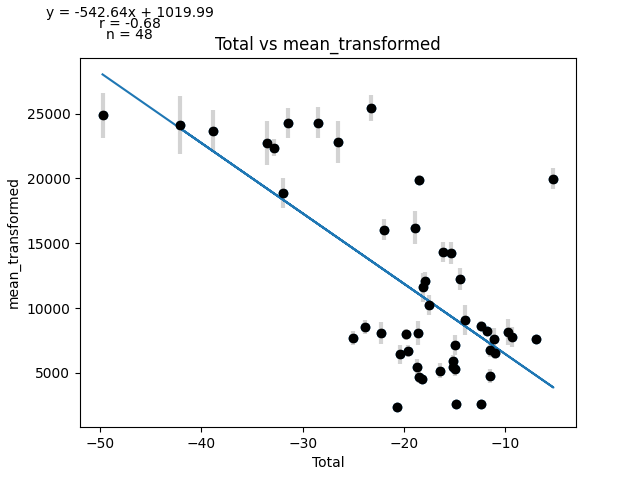 y = -542.64x + 1019.99
r = -0.68
n = 48
Total vs mean_transformed
mean_transformed
25000
20000
15000
10000
5000
−50
−40
−30
−20
−10
Total